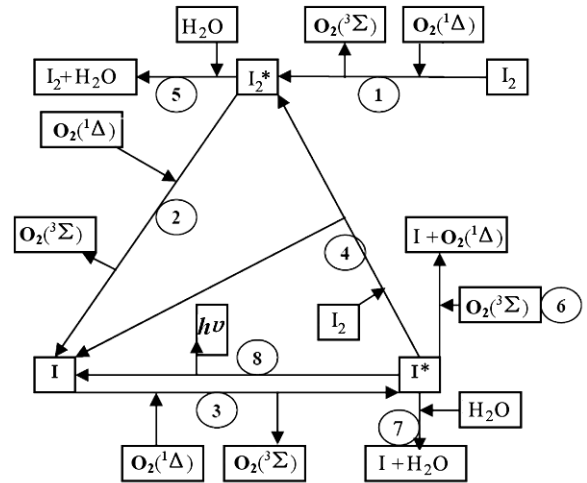 H₂O
O₂(³Σ)
O₂(¹Δ)
I₂+H₂O
5
I₂*
1
I₂
O₂(¹Δ)
2
O₂(³Σ)
4
I+O₂(¹Δ)
O₂(³Σ)
6
hυ
I₂
I
8
I*
3
7
H₂O
O₂(¹Δ)
O₂(³Σ)
I+H₂O